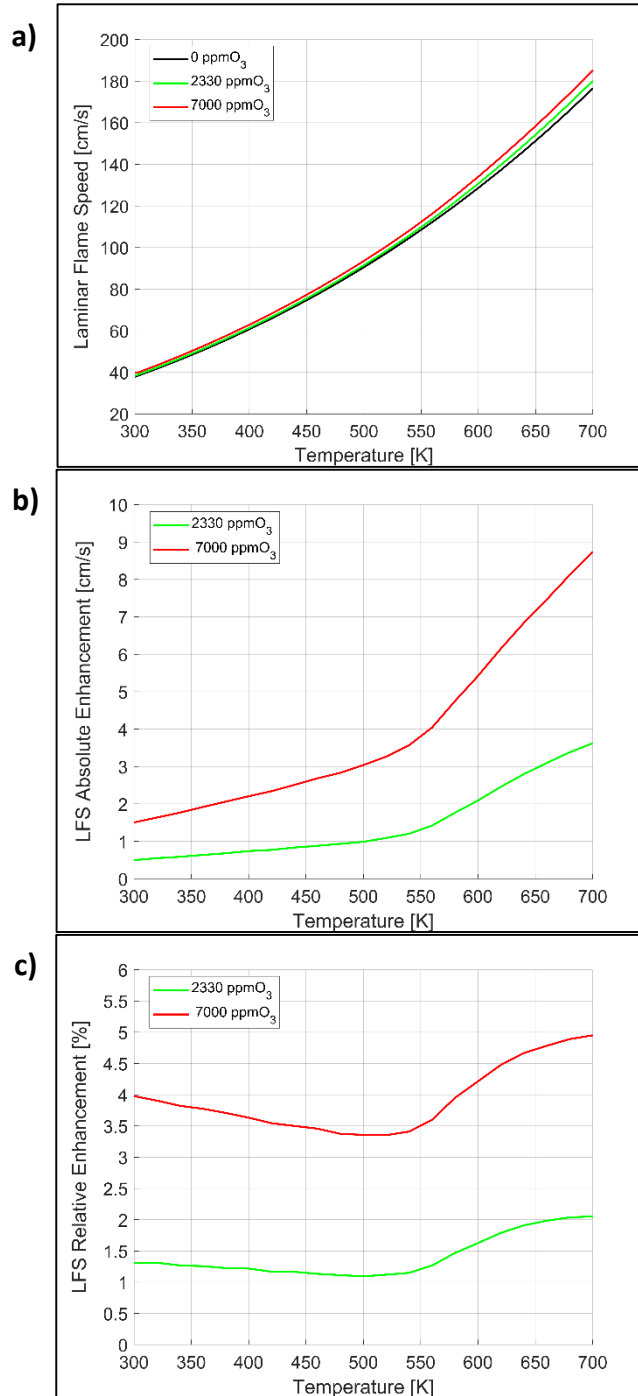 a)
200
180
160
140
120
100
80
60
40
20
Laminar Flame Speed [cm/s]
0 ppmO₃
2330 ppmO₃
7000 ppmO₃
300 350 400 450 500 550 600 650 700
Temperature [K]
b)
10
9
8
7
6
5
4
3
2
1
0
LFS Absolute Enhancement [cm/s]
2330 ppmO₃
7000 ppmO₃
300 350 400 450 500 550 600 650 700
Temperature [K]
c)
6
5.5
5
4.5
4
3.5
3
2.5
2
1.5
1
0.5
0
LFS Relative Enhancement [%]
2330 ppmO₃
7000 ppmO₃
300 350 400 450 500 550 600 650 700
Temperature [K]